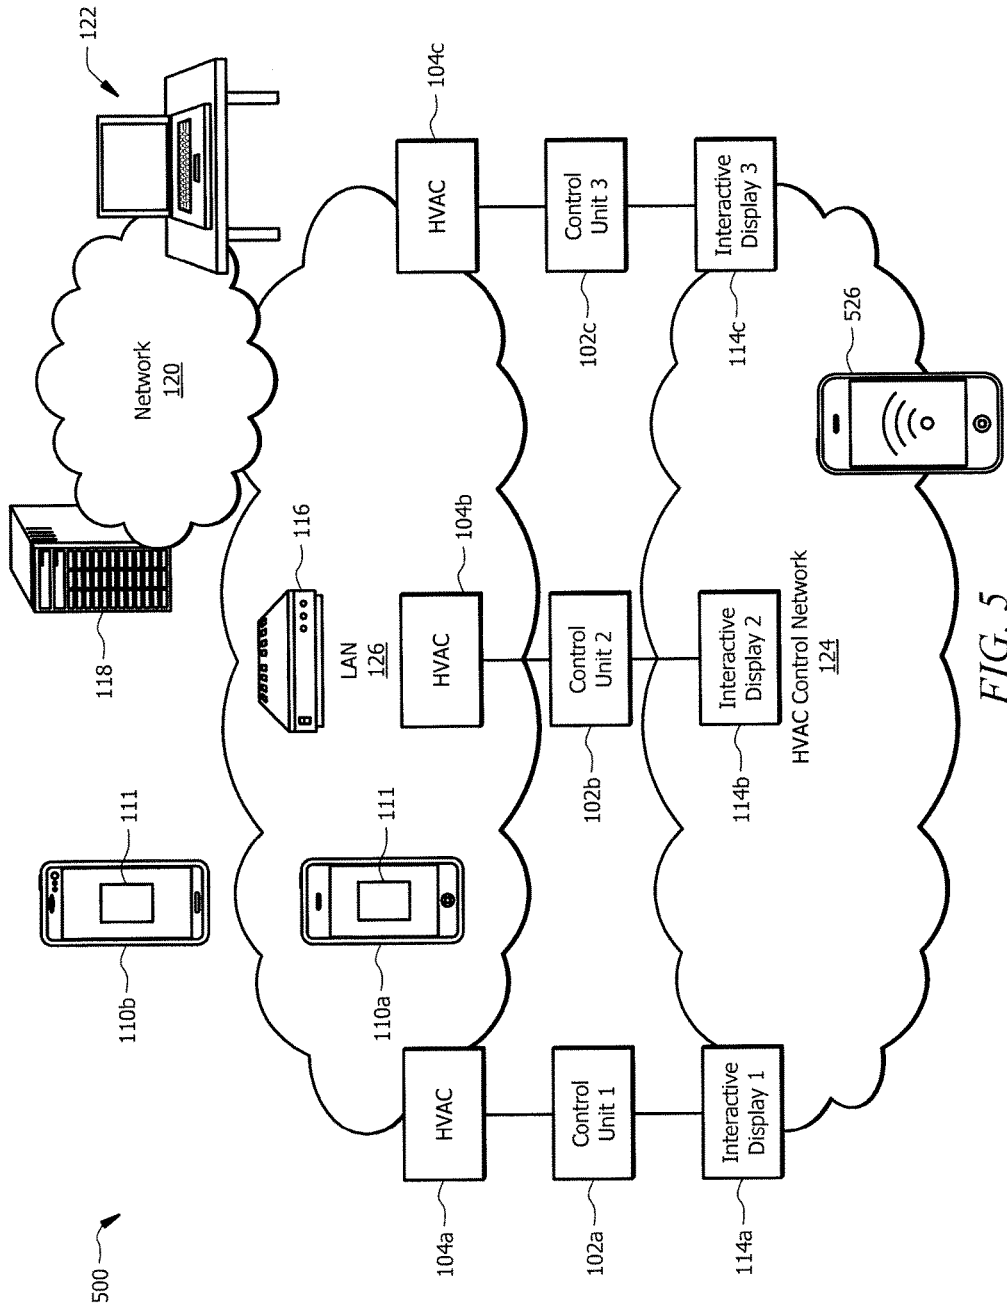 500
110b
111
118
Network
120
122
116
LAN
126
110a
111
104a
HVAC
HVAC
104b
HVAC
104c
102a
Control
Unit 1
102b
Control
Unit 2
102c
Control
Unit 3
114a
Interactive
Display 1
114b
Interactive
Display 2
114c
Interactive
Display 3
HVAC Control Network
124
526
FIG. 5